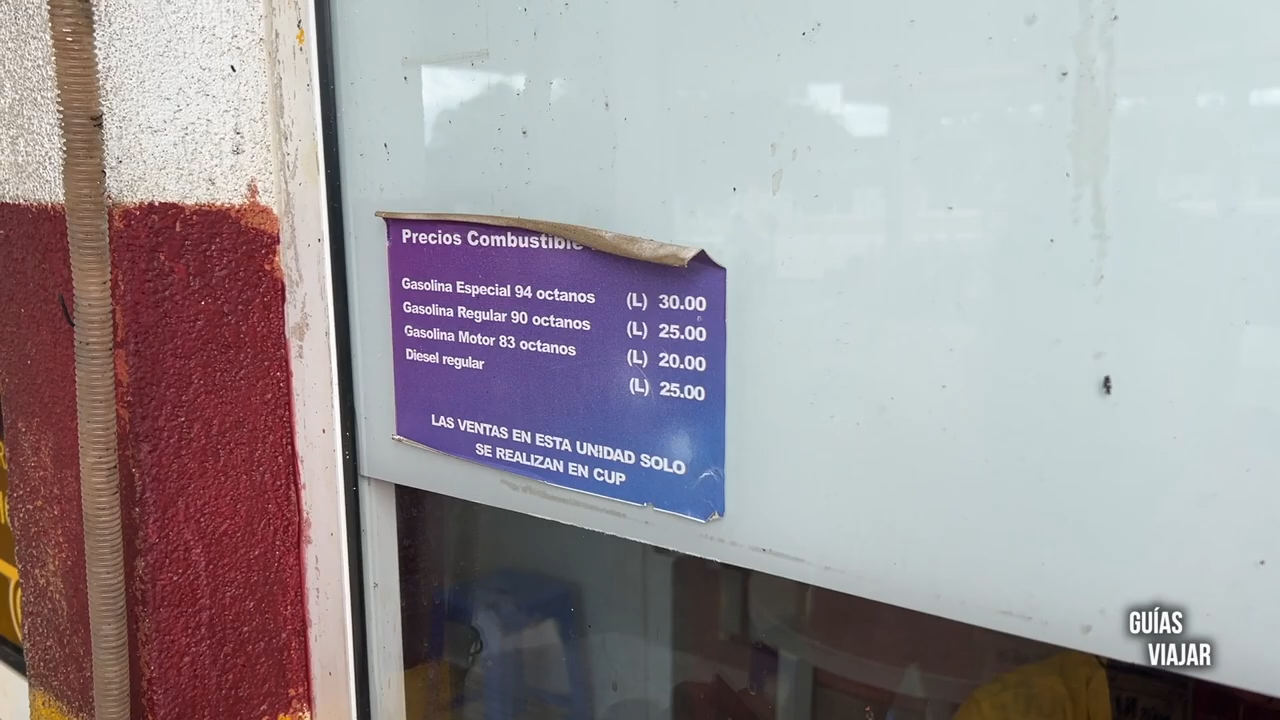 Precios Combustible
Gasolina Especial 94 octanos (L) 30.00
Gasolina Regular 90 octanos (L) 25.00
Gasolina Motor 83 octanos (L) 20.00
Diesel regular (L) 25.00
LAS VENTAS EN ESTA UNIDAD SOLO
SE REALIZAN EN CUP
GUÍAS
VIAJAR